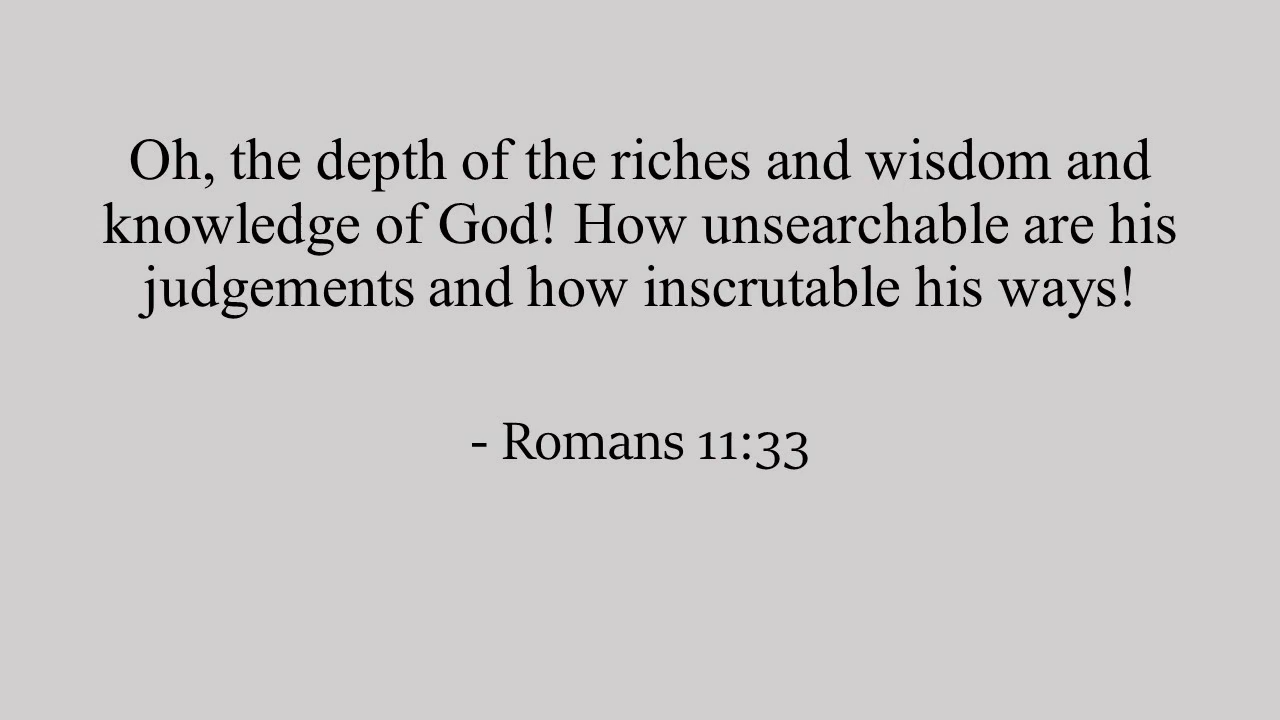 Oh, the depth of the riches and wisdom and
knowledge of God! How unsearchable are his
judgements and how inscrutable his ways!
- Romans 11:33